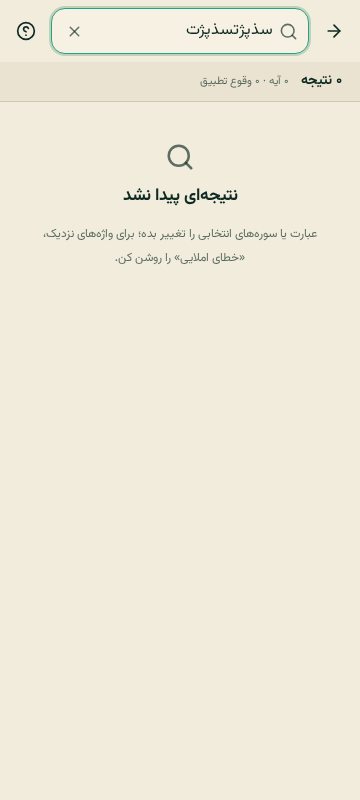 سذپژتسذپژت
۰ نتیجه ۰ آیه · ۰ وقوع تطبیق
نتیجه‌ای پیدا نشد
عبارت یا سوره‌های انتخابی را تغییر بده؛ برای واژه‌های نزدیک،
«خطای املایی» را روشن کن.